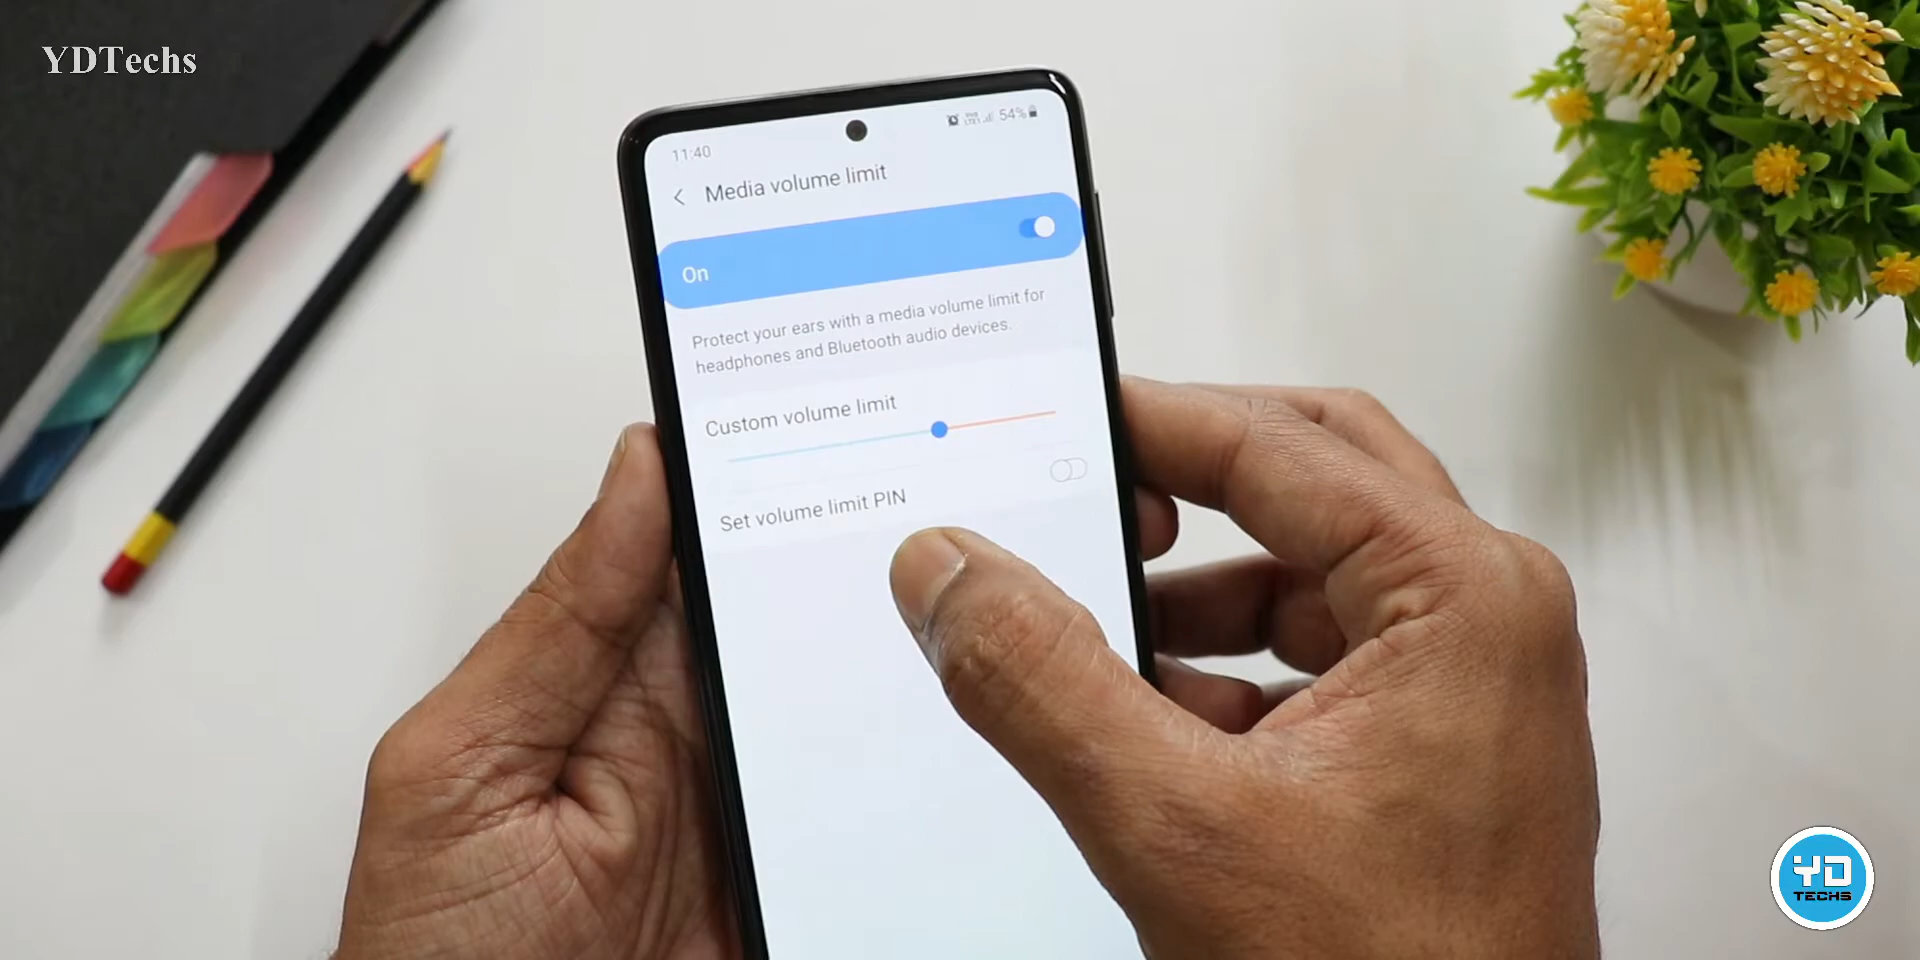 YDTechs
11:40
54%
Media volume limit
On
Protect your ears with a media volume limit for
headphones and Bluetooth audio devices.
Custom volume limit
Set volume limit PIN
YD
TECHS